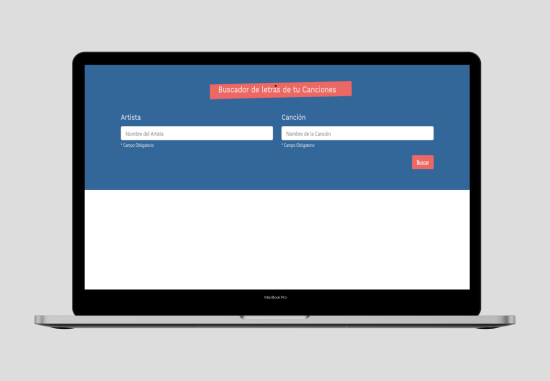 Buscador de letras de tu Canciones
Artista
Canción
Nombre del Artista
Nombre de la Canción
* Campo Obligatorio
* Campo Obligatorio
Buscar
MacBook Pro